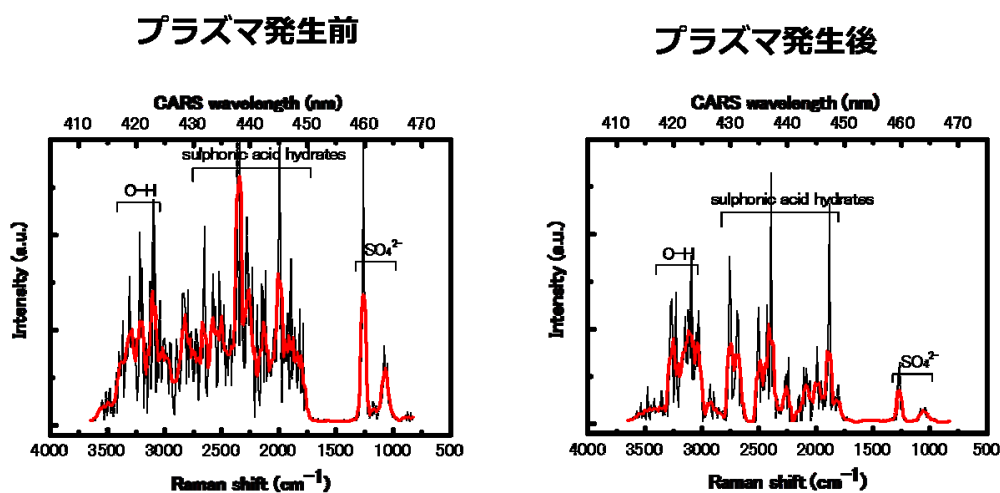 プラズマ発生前
CARS wavelength (nm)
410 420 430 440 450 460 470
sulphonic acid hydrates
O-H
SO₄²⁻
Intensity (a.u.)
4000 3500 3000 2500 2000 1500 1000 500
Raman shift (cm⁻¹)
プラズマ発生後
CARS wavelength (nm)
410 420 430 440 450 460 470
sulphonic acid hydrates
O-H
SO₄²⁻
Intensity (a.u.)
4000 3500 3000 2500 2000 1500 1000 500
Raman shift (cm⁻¹)